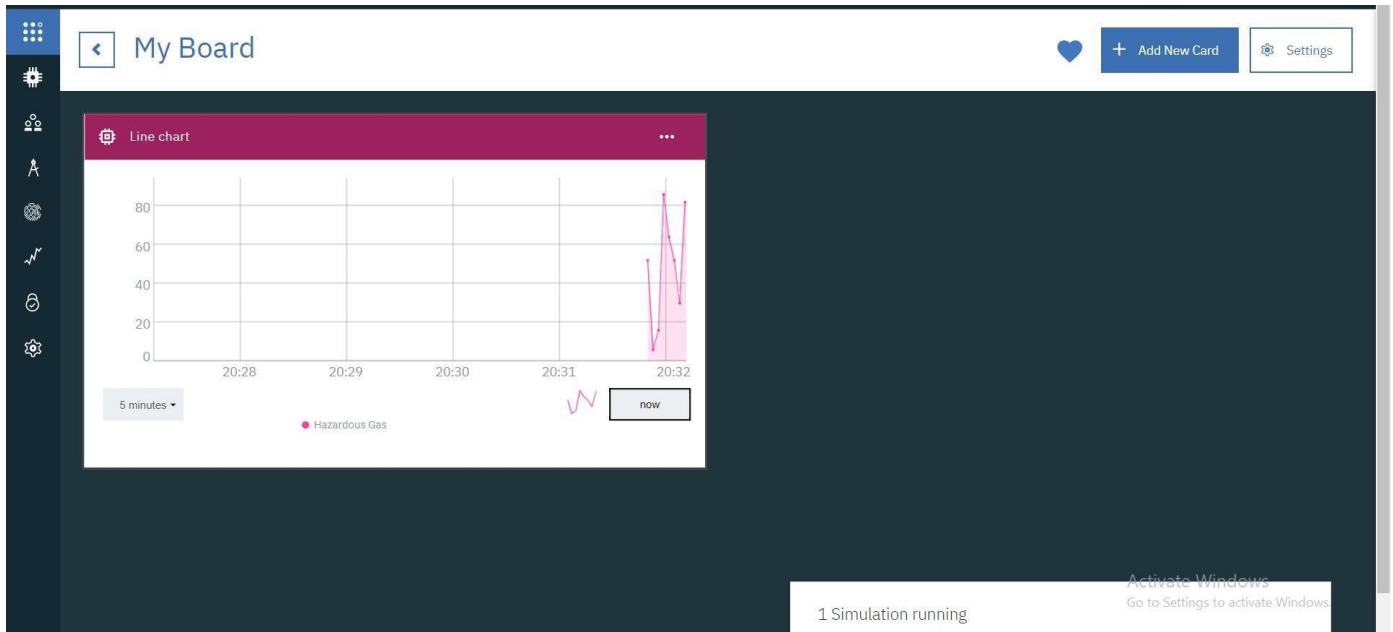 My Board
+ Add New Card
Settings
Line chart
80
60
40
20
0
20:28
20:29
20:30
20:31
20:32
5 minutes
now
Hazardous Gas
Activate Windows
Go to Settings to activate Windows.
1 Simulation running